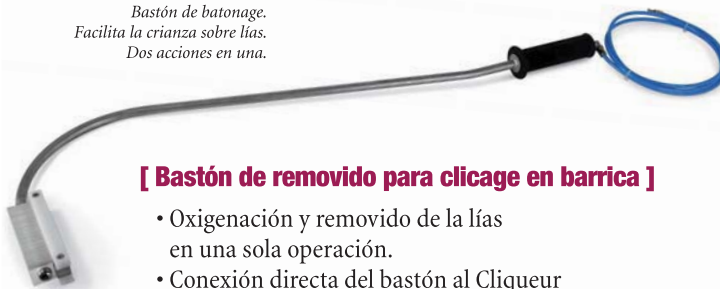 Bastón de batonage.
Facilita la crianza sobre lías.
Dos acciones en una.
[ Bastón de removido para clicage en barrica ]
• Oxigenación y removido de la lías
en una sola operación.
• Conexión directa del bastón al Cliqueur